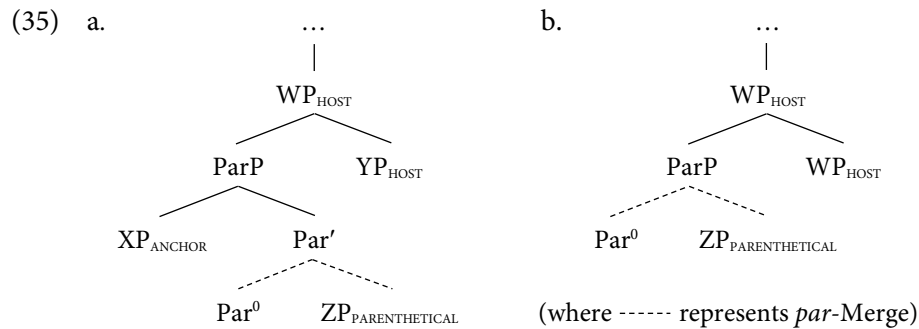 (35) a. … b. …
WP_HOST WP_HOST
ParP YP_HOST ParP WP_HOST
XP_ANCHOR Par′ Par⁰ ZP_PARENTHETICAL
Par⁰ ZP_PARENTHETICAL (where ------ represents par-Merge)